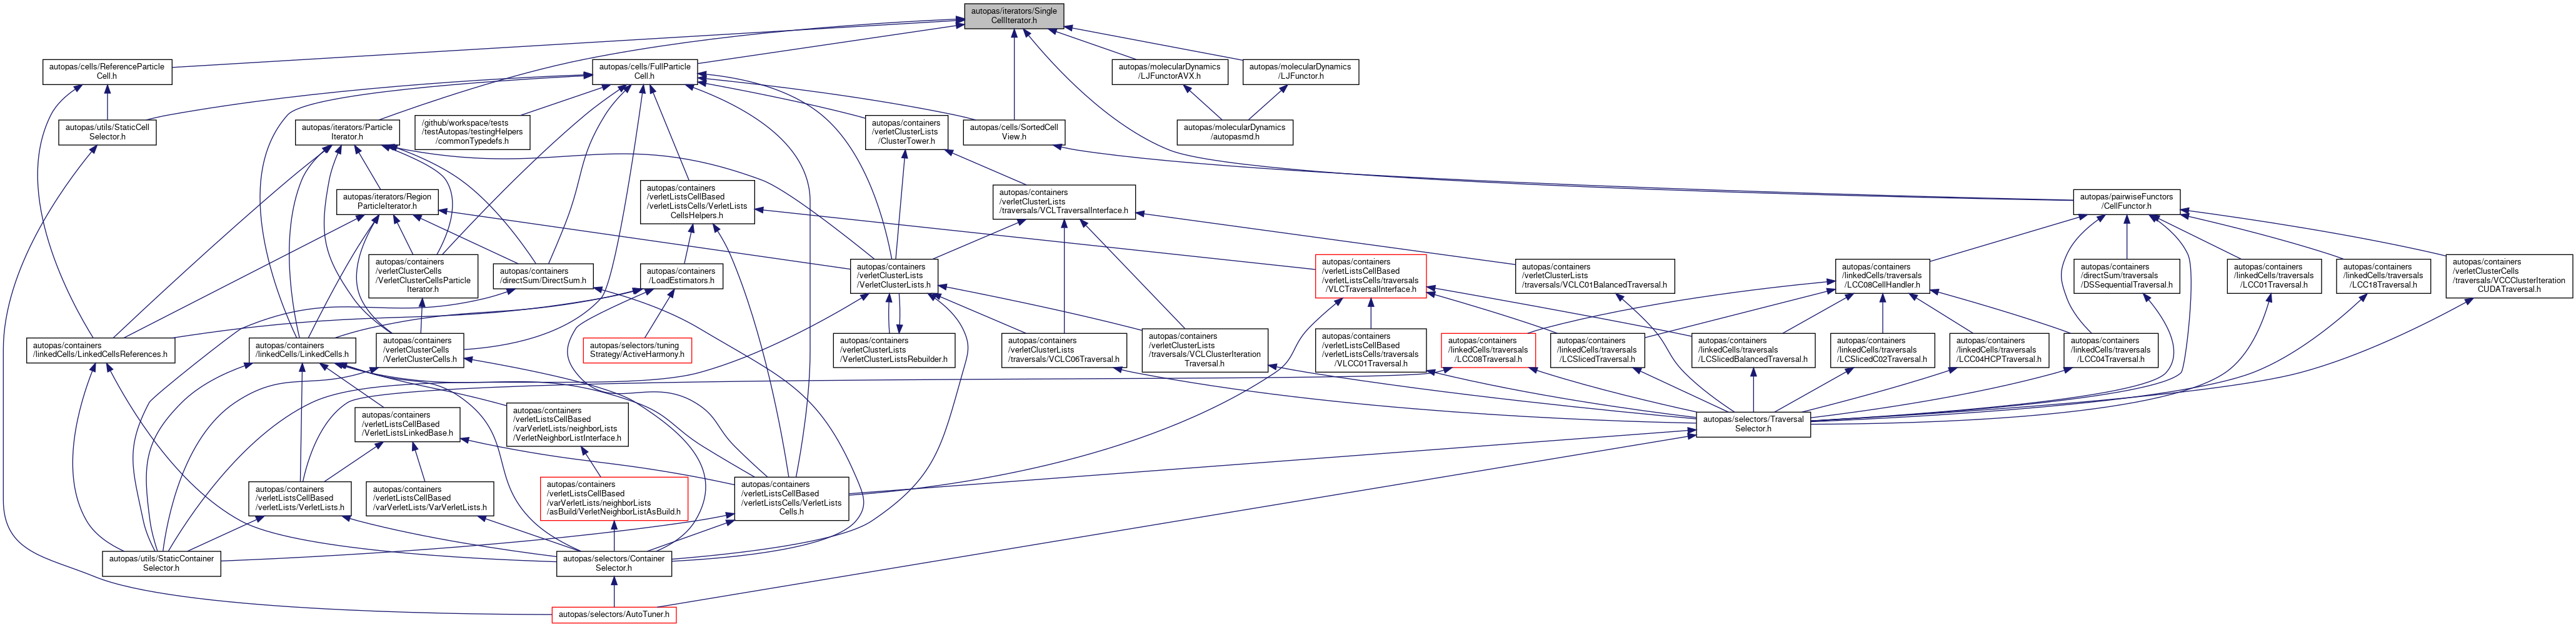 autopas/iterators/Single
CellIterator.h
autopas/cells/ReferenceParticle
Cell.h
autopas/cells/FullParticle
Cell.h
autopas/molecularDynamics
/LJFunctorAVX.h
autopas/molecularDynamics
/LJFunctor.h
autopas/utils/StaticCell
Selector.h
autopas/iterators/Particle
Iterator.h
/github/workspace/tests
/testAutopas/testingHelpers
/commonTypedefs.h
autopas/containers
/verletClusterLists
/ClusterTower.h
autopas/cells/SortedCell
View.h
autopas/molecularDynamics
/autopasmd.h
autopas/iterators/Region
ParticleIterator.h
autopas/containers
/verletListsCellBased
/verletListsCells/VerletLists
CellsHelpers.h
autopas/containers
/verletClusterLists
/traversals/VCLTraversalInterface.h
autopas/pairwiseFunctors
/CellFunctor.h
autopas/containers
/verletClusterCells
/VerletClusterCellsParticle
Iterator.h
autopas/containers
/directSum/DirectSum.h
autopas/containers
/LoadEstimators.h
autopas/containers
/verletClusterLists
/VerletClusterLists.h
autopas/containers
/verletListsCellBased
/verletListsCells/traversals
/VLCTraversalInterface.h
autopas/containers
/verletClusterLists
/traversals/VCLC01BalancedTraversal.h
autopas/containers
/linkedCells/traversals
/LCC08CellHandler.h
autopas/containers
/directSum/traversals
/DSSequentialTraversal.h
autopas/containers
/linkedCells/traversals
/LCC01Traversal.h
autopas/containers
/linkedCells/traversals
/LCC18Traversal.h
autopas/containers
/verletClusterCells
/traversals/VCCClusterIteration
CUDATraversal.h
autopas/containers
/linkedCells/LinkedCellsReferences.h
autopas/containers
/linkedCells/LinkedCells.h
autopas/containers
/verletClusterCells
/VerletClusterCells.h
autopas/selectors/tuning
Strategy/ActiveHarmony.h
autopas/containers
/verletClusterLists
/VerletClusterListsRebuilder.h
autopas/containers
/verletClusterLists
/traversals/VCLC06Traversal.h
autopas/containers
/verletClusterLists
/traversals/VCLClusterIteration
Traversal.h
autopas/containers
/verletListsCellBased
/verletListsCells/traversals
/VLCC01Traversal.h
autopas/containers
/linkedCells/traversals
/LCC08Traversal.h
autopas/containers
/linkedCells/traversals
/LCSlicedTraversal.h
autopas/containers
/linkedCells/traversals
/LCSlicedBalancedTraversal.h
autopas/containers
/linkedCells/traversals
/LCSlicedC02Traversal.h
autopas/containers
/linkedCells/traversals
/LCC04HCPTraversal.h
autopas/containers
/linkedCells/traversals
/LCC04Traversal.h
autopas/containers
/verletListsCellBased
/VerletListsLinkedBase.h
autopas/containers
/verletListsCellBased
/varVerletLists/neighborLists
/VerletNeighborListInterface.h
autopas/selectors/Traversal
Selector.h
autopas/containers
/verletListsCellBased
/verletLists/VerletLists.h
autopas/containers
/verletListsCellBased
/varVerletLists/VarVerletLists.h
autopas/containers
/verletListsCellBased
/varVerletLists/neighborLists
/asBuild/VerletNeighborListAsBuild.h
autopas/containers
/verletListsCellBased
/verletListsCells/VerletLists
Cells.h
autopas/utils/StaticContainer
Selector.h
autopas/selectors/Container
Selector.h
autopas/selectors/AutoTuner.h